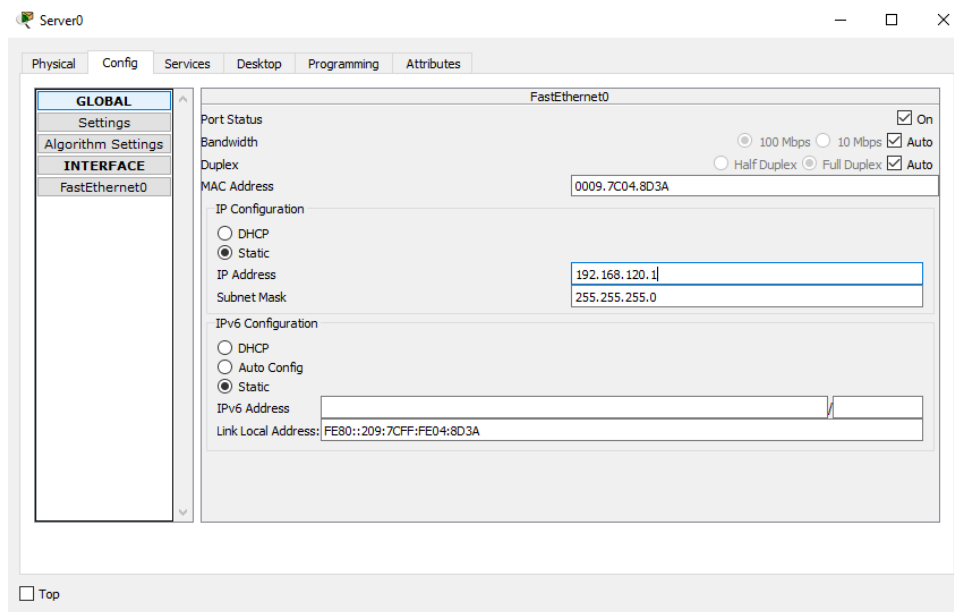 Server0
Physical Config Services Desktop Programming Attributes
GLOBAL
Settings
Algorithm Settings
INTERFACE
FastEthernet0
FastEthernet0
Port Status On
Bandwidth 100 Mbps 10 Mbps Auto
Duplex Half Duplex Full Duplex Auto
MAC Address 0009.7C04.8D3A
IP Configuration
DHCP
Static
IP Address 192.168.120.1
Subnet Mask 255.255.255.0
IPv6 Configuration
DHCP
Auto Config
Static
IPv6 Address /
Link Local Address: FE80::209:7CFF:FE04:8D3A
Top